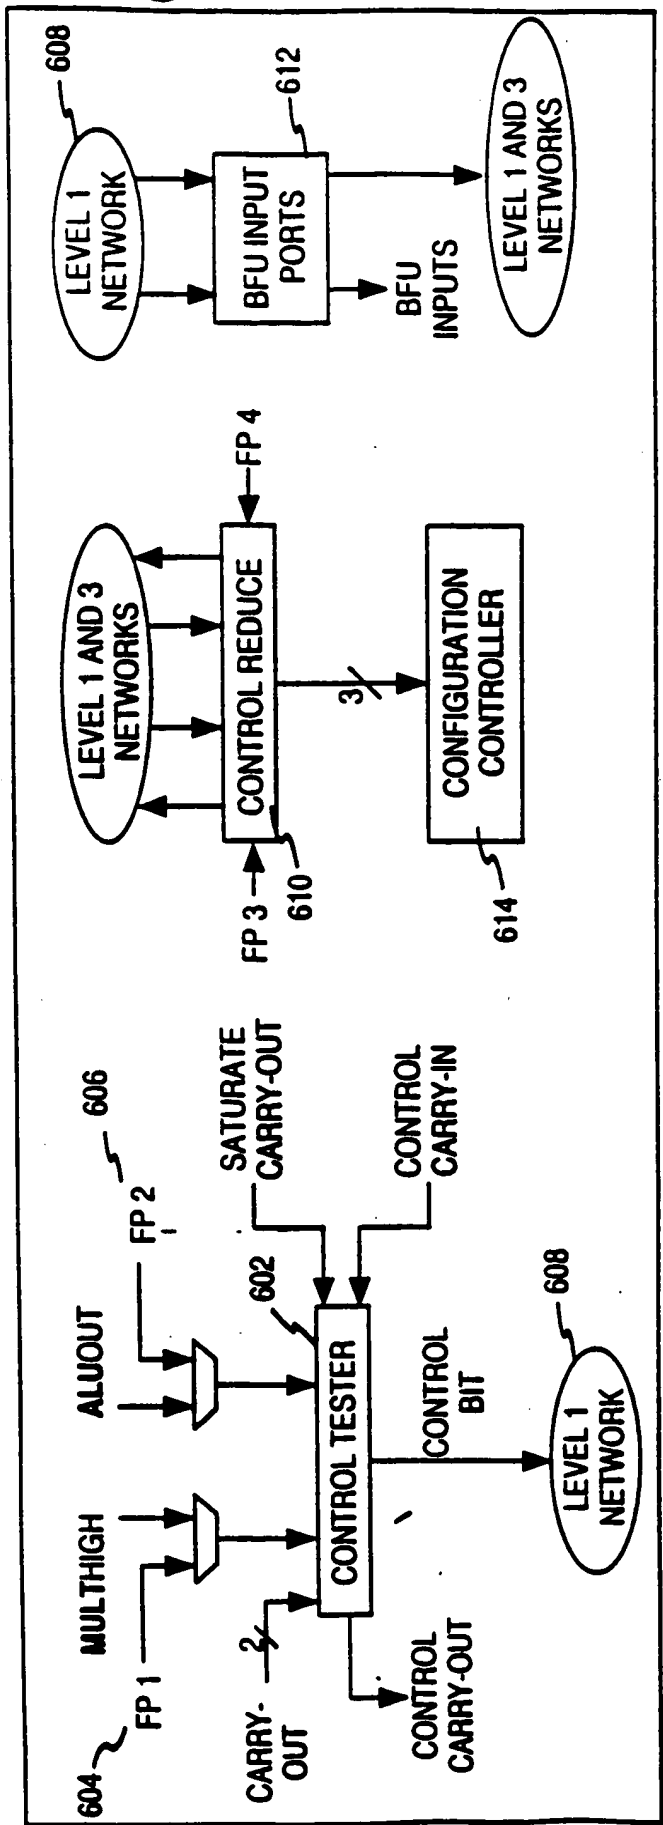 604
FP 1
MULTHIGH
ALUOUT
FP 2
606
CARRY-
OUT
2
602
CONTROL TESTER
SATURATE
CARRY-OUT
CONTROL
CARRY-IN
CONTROL
CARRY-OUT
CONTROL
BIT
608
LEVEL 1
NETWORK
LEVEL 1 AND 3
NETWORKS
FP 3
CONTROL REDUCE
FP 4
610
3
CONFIGURATION
CONTROLLER
614
608
LEVEL 1
NETWORK
612
BFU INPUT
PORTS
BFU
INPUTS
LEVEL 1 AND 3
NETWORKS